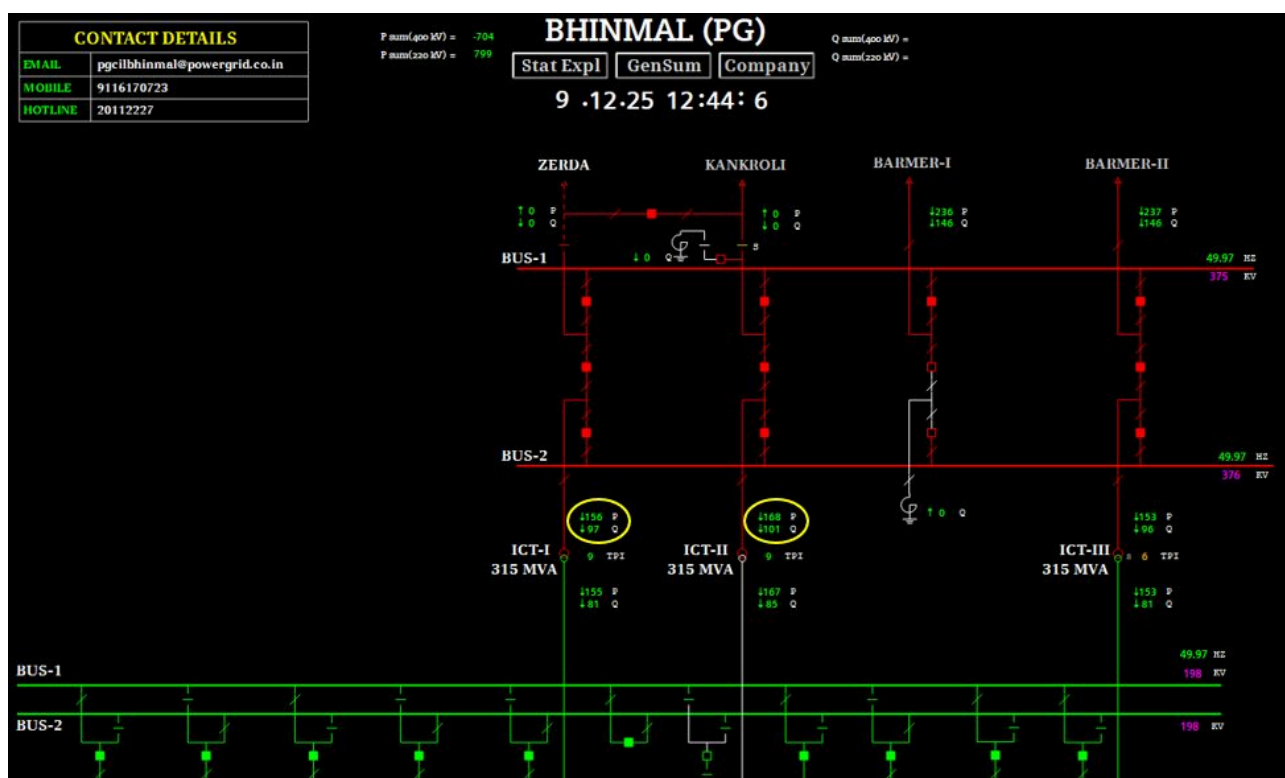 CONTACT DETAILS
EMAIL pgcilbhinmal@powergrid.co.in
MOBILE 9116170723
HOTLINE 20112227
P sum(400 kV) = -704
P sum(220 kV) = 799
BHINMAL (PG)
Stat Expl GenSum Company
9 .12.25 12:44: 6
Q sum(400 kV) =
Q sum(220 kV) =
ZERDA KANKROLI BARMER-I BARMER-II
↑ 0 P ↑ 0 P ↓236 P ↓237 P
↓ 0 Q ↓ 0 Q ↓146 Q ↓146 Q
S
BUS-1 ↓ 0 Q 49.97 HZ
375 KV
BUS-2 49.97 HZ
376 KV
↓156 P ↓168 P ↑ 0 Q ↓153 P
↓97 Q ↓101 Q ↓96 Q
ICT-I 9 TPI ICT-II 9 TPI ICT-III S 6 TPI
315 MVA 315 MVA 315 MVA
↓155 P ↓167 P ↓153 P
↓81 Q ↓85 Q ↓81 Q
49.97 HZ
BUS-1 198 KV
BUS-2 198 KV